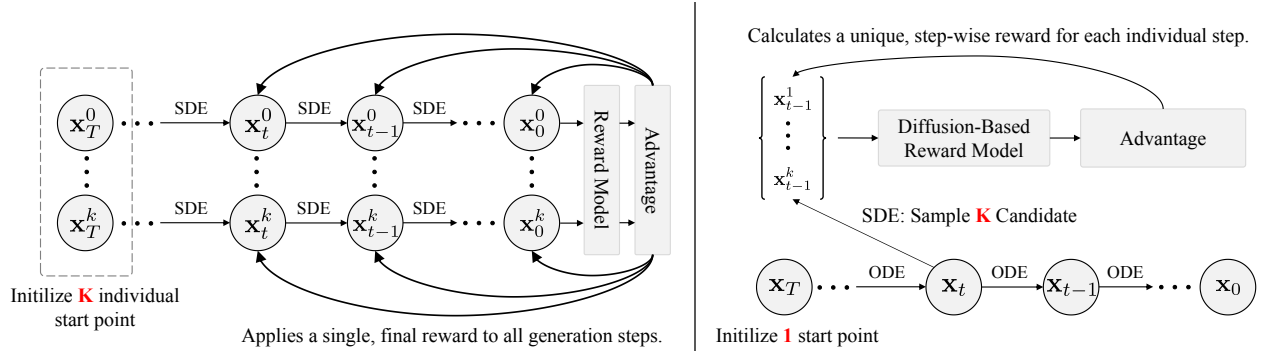 SDE SDE SDE
x_T^0 • • • x_t^0 x_{t-1}^0 • • • x_0^0
Reward Model
Advantage
SDE SDE SDE
x_T^k • • • x_t^k x_{t-1}^k • • • x_0^k
Initilize K individual
start point
Applies a single, final reward to all generation steps.
Calculates a unique, step-wise reward for each individual step.
x_{t-1}^1
x_{t-1}^k
Diffusion-Based
Reward Model
Advantage
SDE: Sample K Candidate
ODE ODE ODE
x_T • • • x_t x_{t-1} • • • x_0
Initilize 1 start point